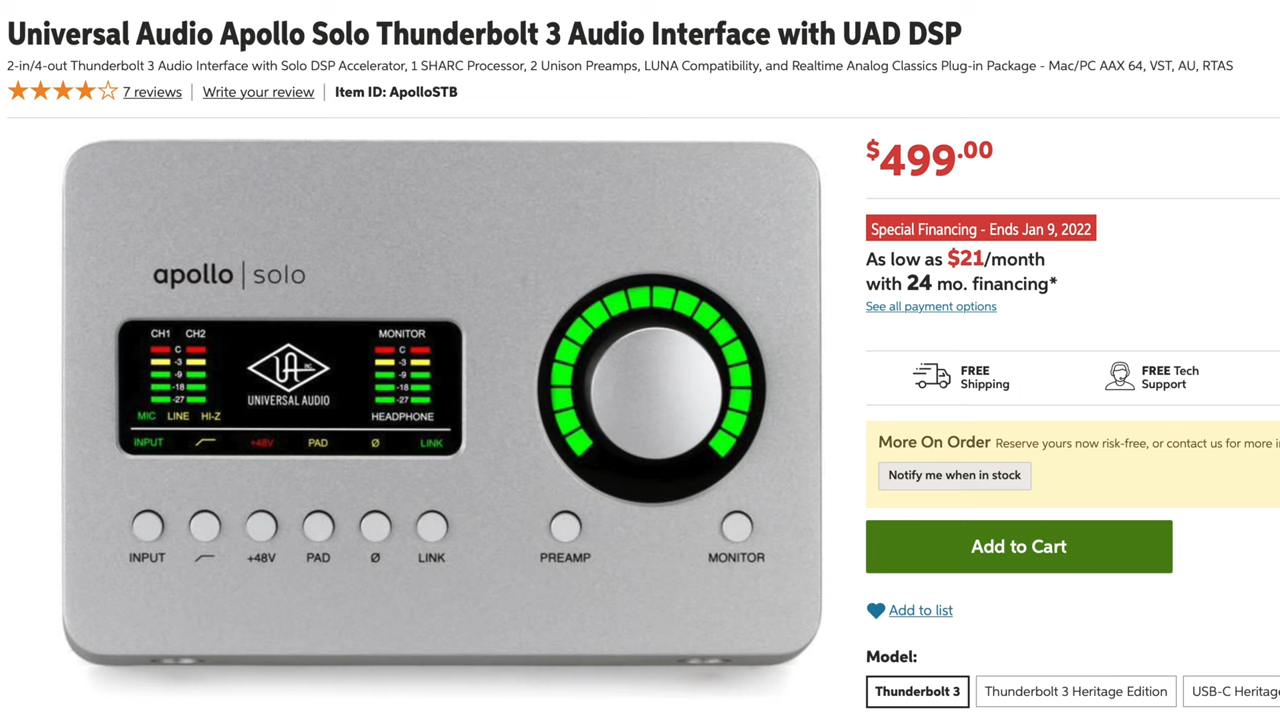 Universal Audio Apollo Solo Thunderbolt 3 Audio Interface with UAD DSP
2-in/4-out Thunderbolt 3 Audio Interface with Solo DSP Accelerator, 1 SHARC Processor, 2 Unison Preamps, LUNA Compatibility, and Realtime Analog Classics Plug-in Package - Mac/PC AAX 64, VST, AU, RTAS
7 reviews | Write your review | Item ID: ApolloSTB
apollo | solo
CH1 CH2
C
-3
-9
-18
-27
MIC LINE HI-Z
UA INC
UNIVERSAL AUDIO
MONITOR
C
-3
-9
-18
-27
HEADPHONE
INPUT +48V PAD Ø LINK
INPUT +48V PAD Ø LINK PREAMP MONITOR
$499.00
Special Financing - Ends Jan 9, 2022
As low as $21/month
with 24 mo. financing*
See all payment options
FREE
Shipping
FREE Tech
Support
More On Order Reserve yours now risk-free, or contact us for more
Notify me when in stock
Add to Cart
Add to list
Model:
Thunderbolt 3 Thunderbolt 3 Heritage Edition USB-C Heritag